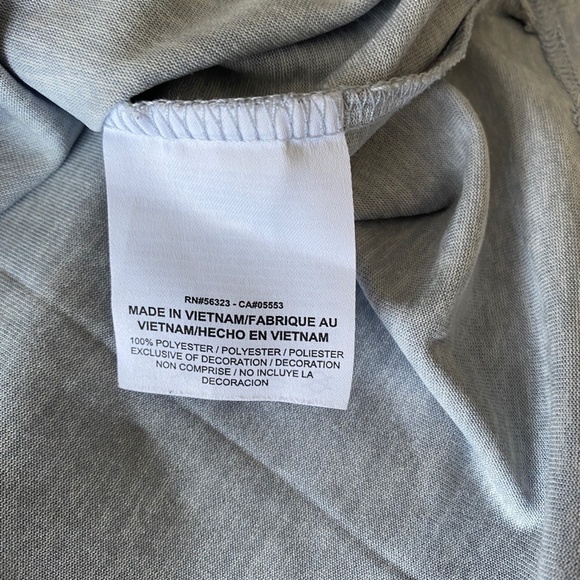 RN#56323 - CA#05553
MADE IN VIETNAM/FABRIQUE AU
VIETNAM/HECHO EN VIETNAM
100% POLYESTER / POLYESTER / POLIESTER
EXCLUSIVE OF DECORATION / DECORATION
NON COMPRISE / NO INCLUYE LA
DECORACION